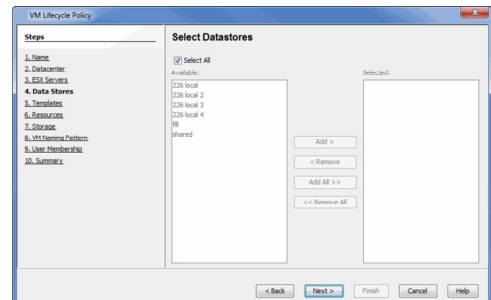 VM Lifecycle Policy
Steps
1. Name
2. Datacenter
3. ESX Servers
4. Data Stores
5. Templates
6. Resources
7. Storage
8. VM Naming Pattern
9. User Membership
10. Summary
Select Datastores
Select All
Available:
226 local
226 local 2
226 local 3
226 local 4
fill
shared
Add >
< Remove
Add All >>
<< Remove All
Selected:
< Back
Next >
Finish
Cancel
Help